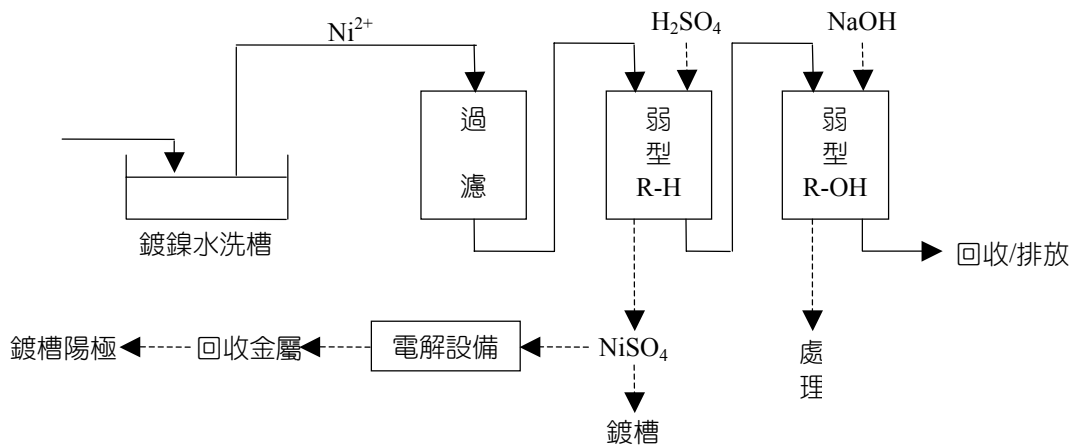 Ni²⁺
H₂SO₄
NaOH
過
濾
弱
型
R-H
弱
型
R-OH
鍍鎳水洗槽
回收/排放
鍍槽陽極
回收金屬
電解設備
NiSO₄
處
理
鍍槽